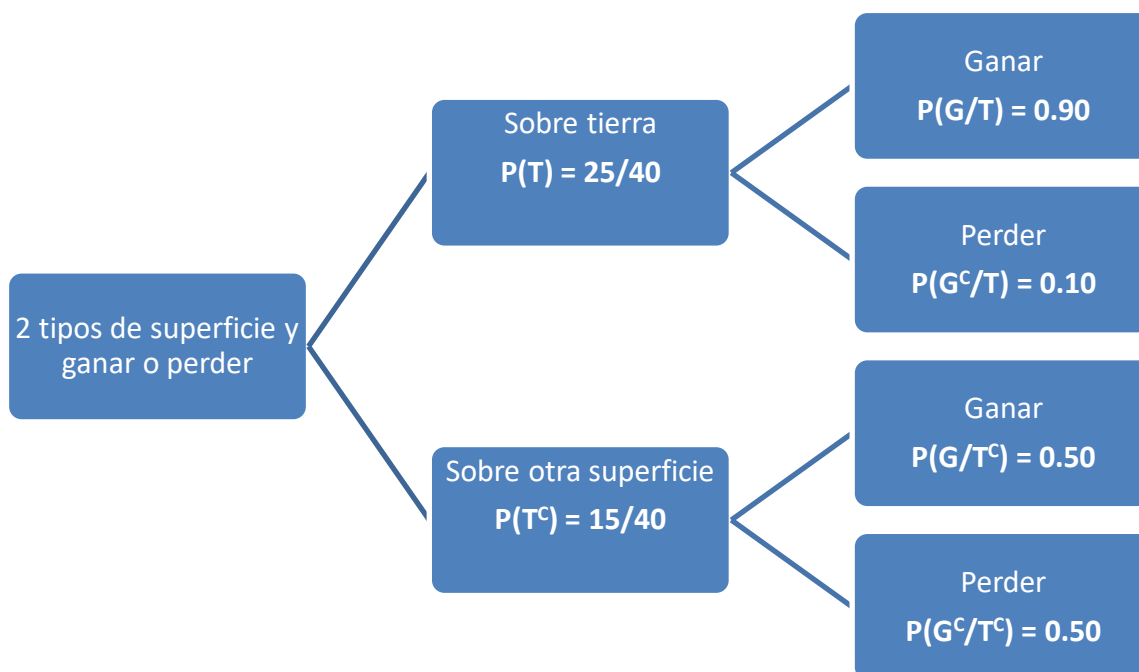 2 tipos de superficie y
ganar o perder
Sobre tierra
P(T) = 25/40
Ganar
P(G/T) = 0.90
Perder
P(Gᶜ/T) = 0.10
Sobre otra superficie
P(Tᶜ) = 15/40
Ganar
P(G/Tᶜ) = 0.50
Perder
P(Gᶜ/Tᶜ) = 0.50